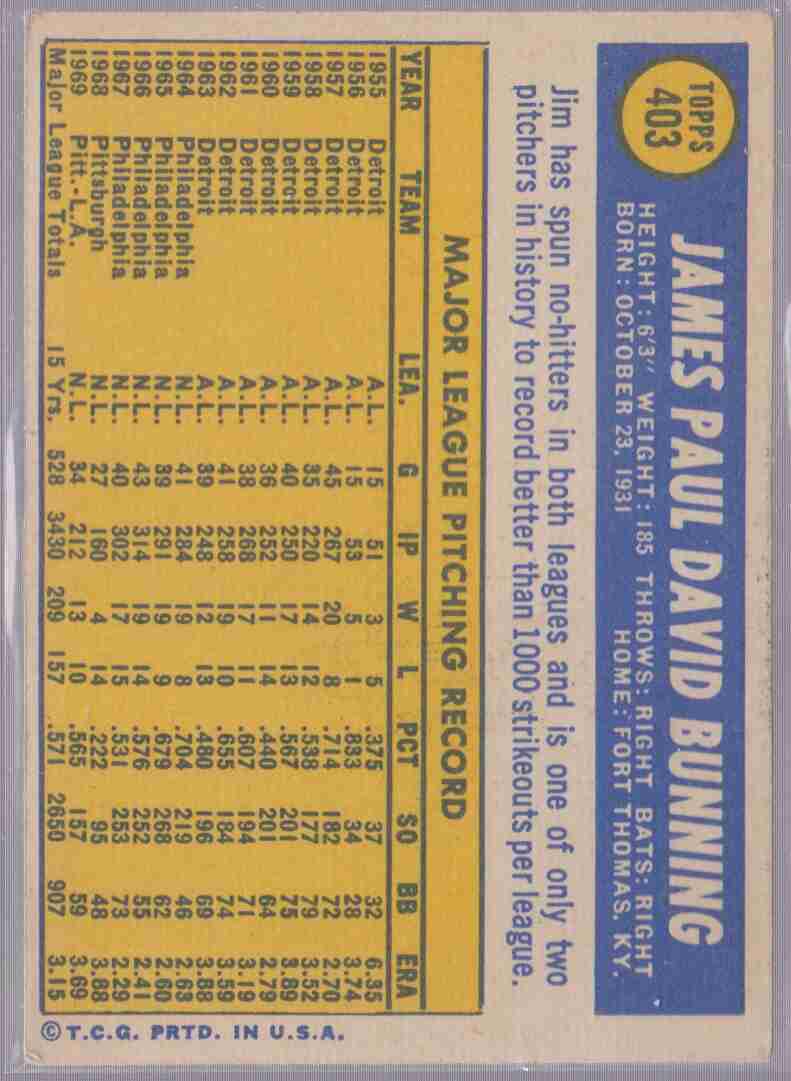 TOPPS
403
JAMES PAUL DAVID BUNNING
HEIGHT: 6'3" WEIGHT: 185 THROWS: RIGHT BATS: RIGHT
BORN: OCTOBER 23, 1931 HOME: FORT THOMAS, KY.
Jim has spun no-hitters in both leagues and is one of only two
pitchers in history to record better than 1000 strikeouts per league.
MAJOR LEAGUE PITCHING RECORD
YEAR TEAM LEA. G IP W L PCT SO BB ERA
1955 Detroit A.L. 15 51 3 5 .375 37 32 6.35
1956 Detroit A.L. 15 53 5 1 .833 34 28 3.74
1957 Detroit A.L. 45 267 20 8 .714 182 72 2.70
1958 Detroit A.L. 35 220 14 12 .538 177 79 3.52
1959 Detroit A.L. 40 250 17 13 .567 201 75 3.89
1960 Detroit A.L. 36 252 11 14 .440 201 64 2.79
1961 Detroit A.L. 38 268 17 11 .607 194 71 3.19
1962 Detroit A.L. 41 258 19 10 .655 184 74 3.59
1963 Detroit A.L. 39 248 12 13 .480 196 69 3.88
1964 Philadelphia N.L. 41 284 19 8 .704 219 46 2.63
1965 Philadelphia N.L. 39 291 19 9 .679 268 62 2.60
1966 Philadelphia N.L. 43 314 19 14 .576 252 55 2.41
1967 Philadelphia N.L. 40 302 17 15 .531 253 73 2.29
1968 Pittsburgh N.L. 27 160 4 14 .222 95 48 3.88
1969 Pitt.-L.A. N.L. 34 212 13 10 .565 157 59 3.69
Major League Totals 15 Yrs. 528 3430 209 157 .571 2650 907 3.15
© T.C.G. PRTD. IN U.S.A.